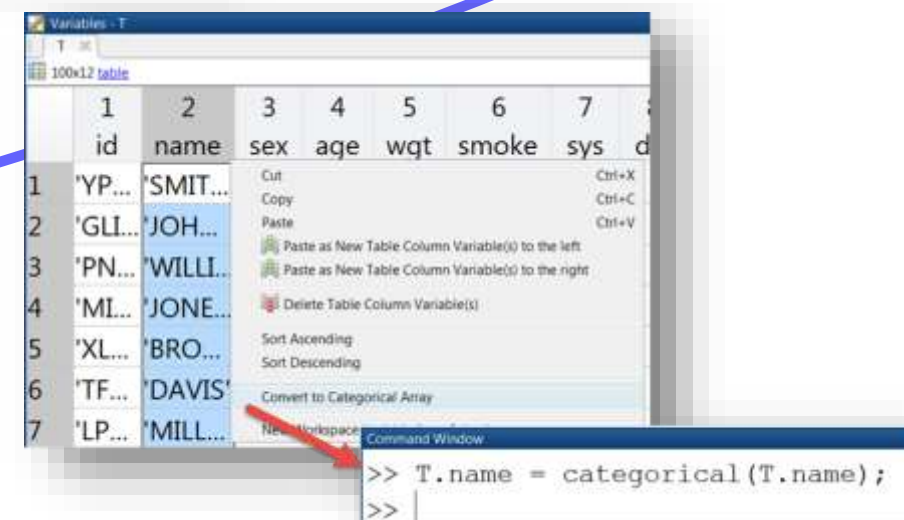 Variables - T
T
100x12 table
1 2 3 4 5 6 7
id name sex age wgt smoke sys d
1 'YP... 'SMIT...
2 'GLI... 'JOH...
3 'PN... 'WILLI...
4 'MI... 'JONE...
5 'XL... 'BRO...
6 'TF... 'DAVIS'
7 'LP... 'MILL...
Cut Ctrl+X
Copy Ctrl+C
Paste Ctrl+V
Paste as New Table Column Variable(s) to the left
Paste as New Table Column Variable(s) to the right
Delete Table Column Variable(s)
Sort Ascending
Sort Descending
Convert to Categorical Array
New Workspace
Command Window
>> T.name = categorical(T.name);
>>